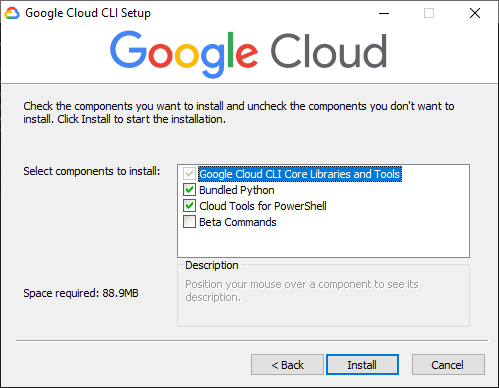 Google Cloud CLI Setup
Google Cloud
Check the components you want to install and uncheck the components you don't want to
install. Click Install to start the installation.
Select components to install:
Google Cloud CLI Core Libraries and Tools
Bundled Python
Cloud Tools for PowerShell
Beta Commands
Description
Position your mouse over a component to see its
description.
Space required: 88.9MB
< Back
Install
Cancel